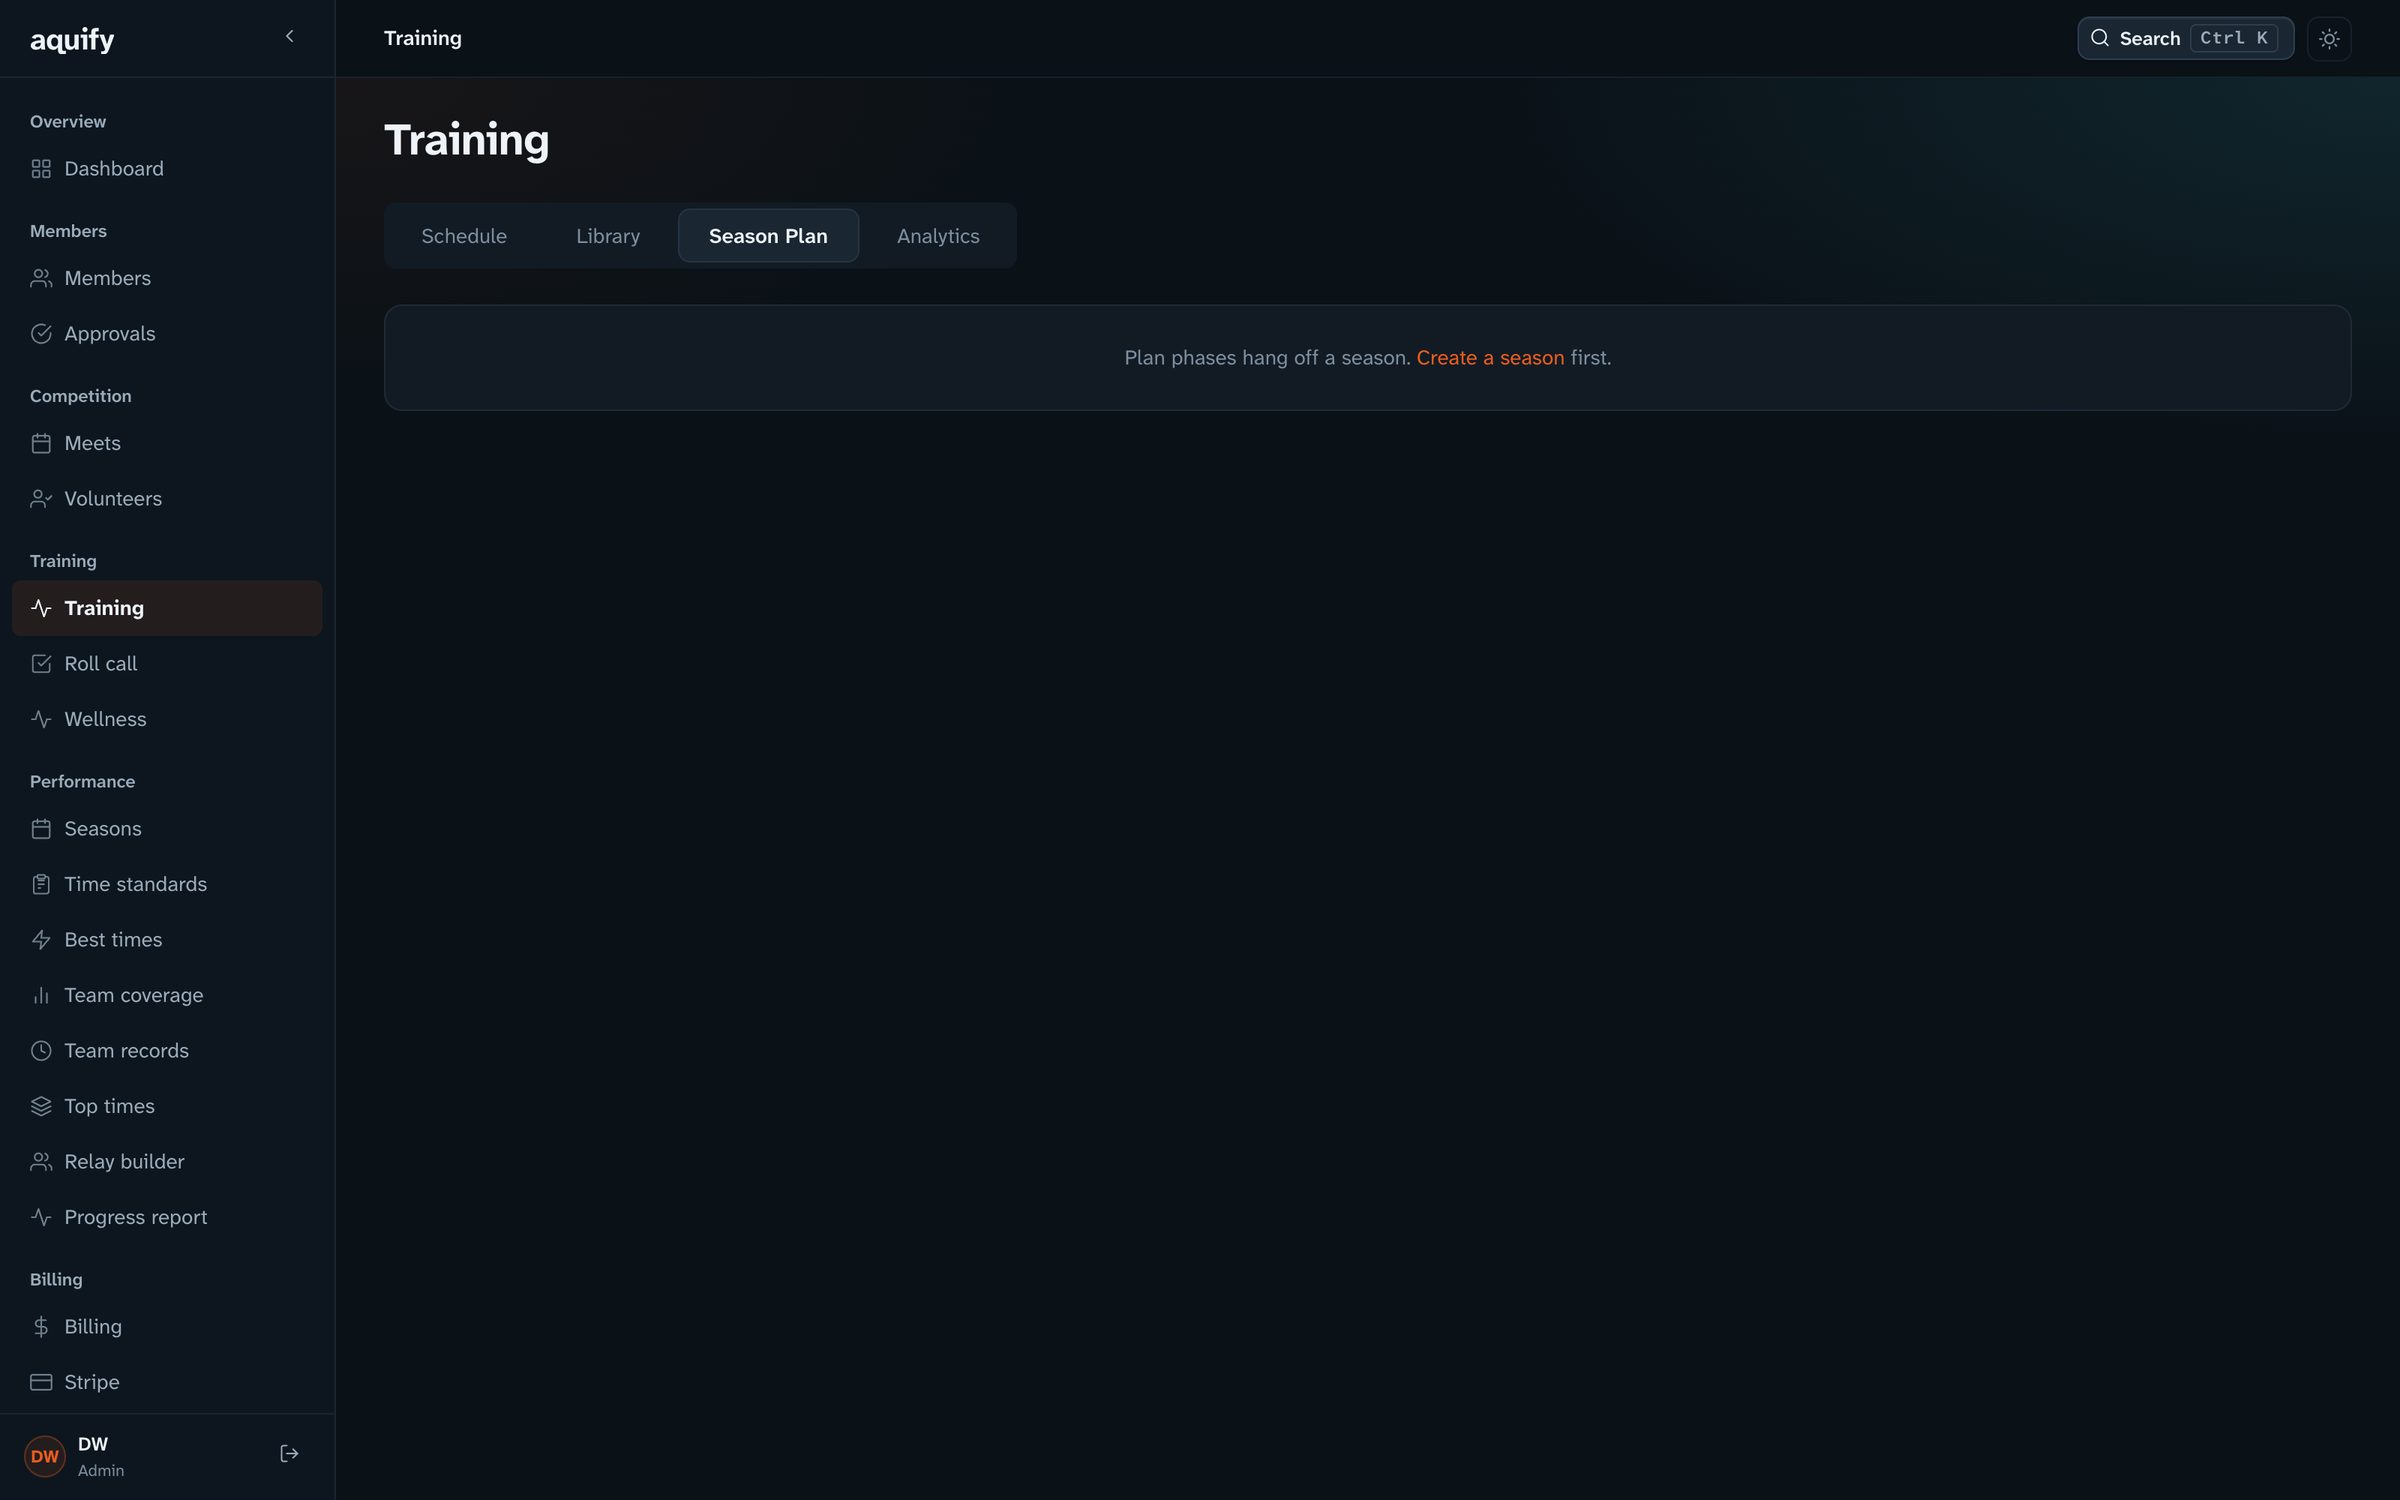 aquify
Training
Search Ctrl K
Overview
Dashboard
Members
Members
Approvals
Competition
Meets
Volunteers
Training
Training
Roll call
Wellness
Performance
Seasons
Time standards
Best times
Team coverage
Team records
Top times
Relay builder
Progress report
Billing
Billing
Stripe
DW
DW
Admin
Training
Schedule Library Season Plan Analytics
Plan phases hang off a season. Create a season first.